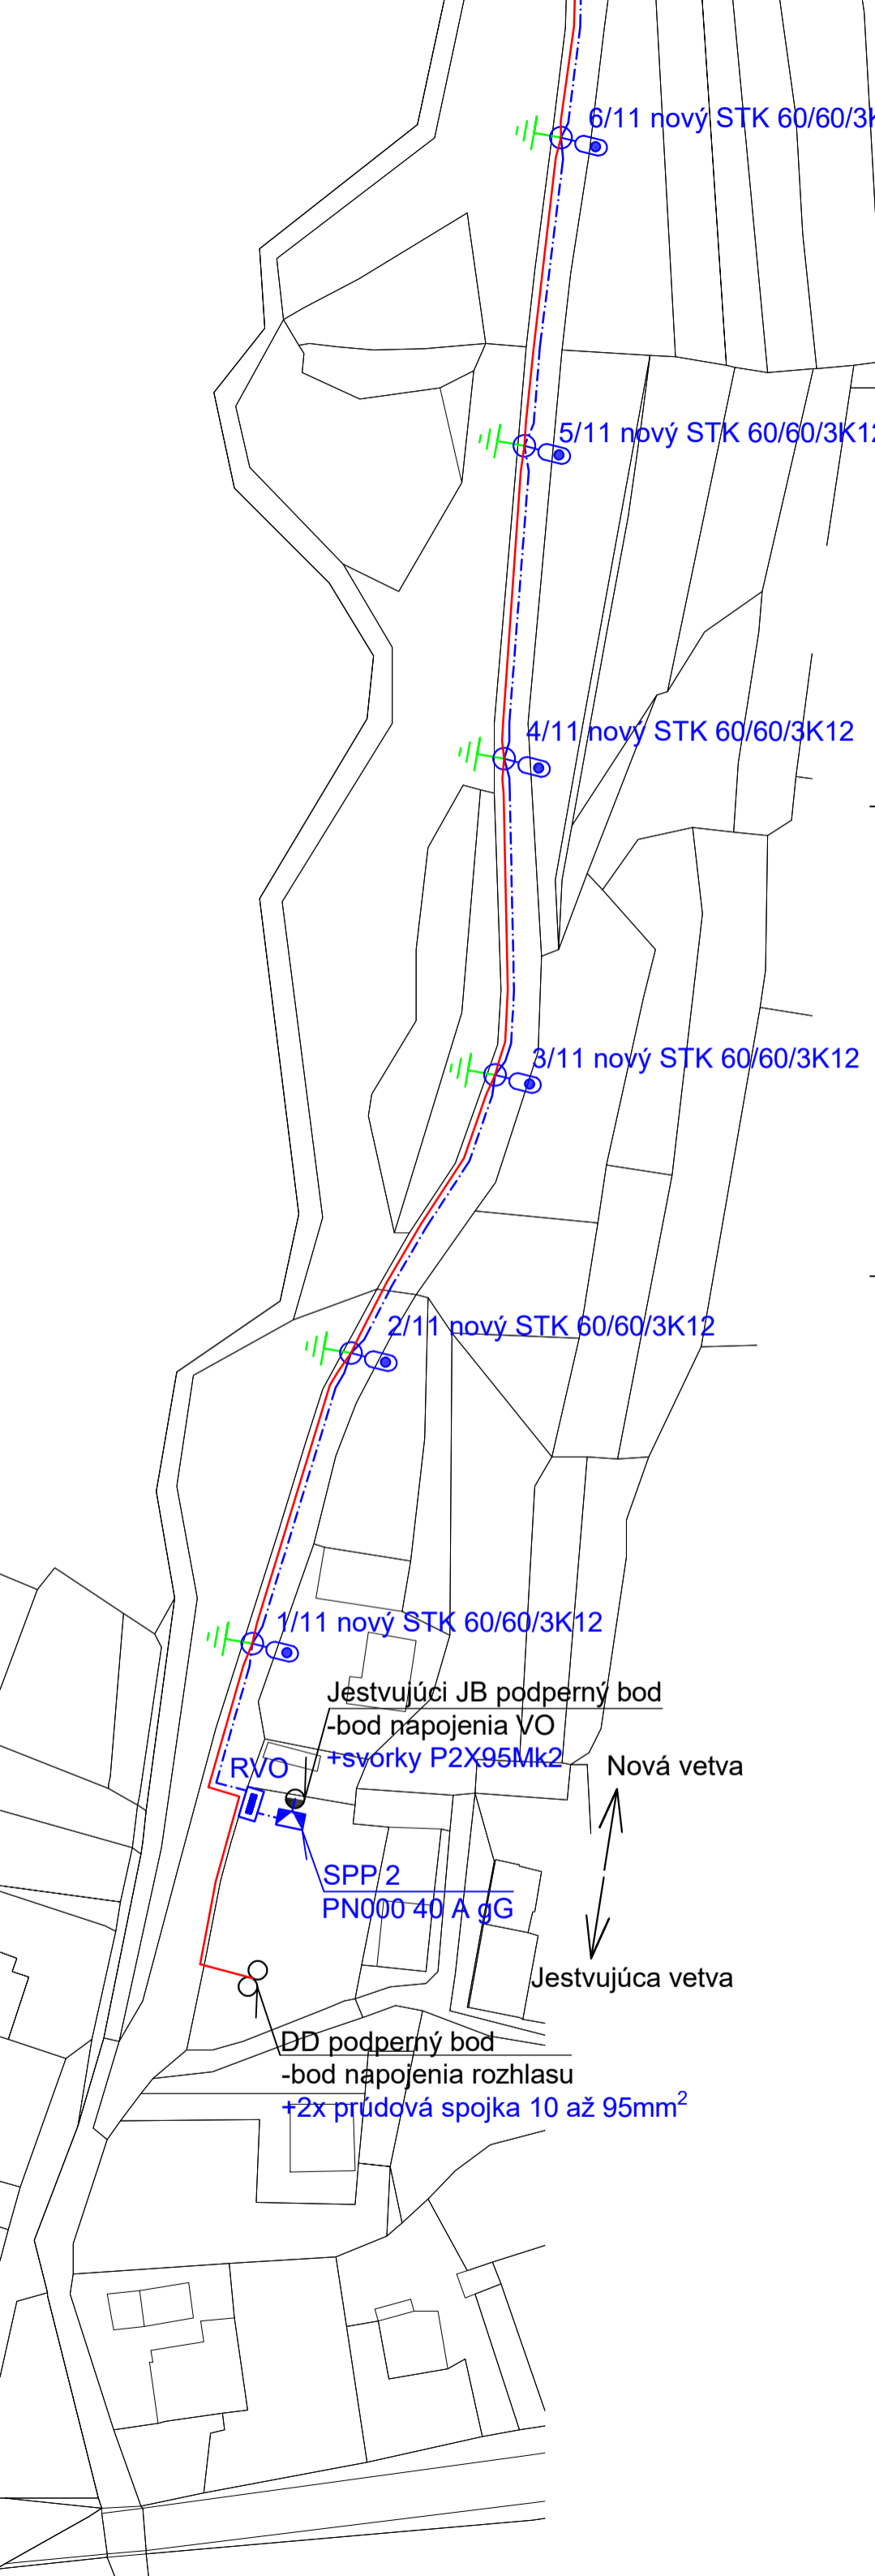 6/11 nový STK 60/60/3K
5/11 nový STK 60/60/3K12
4/11 nový STK 60/60/3K12
3/11 nový STK 60/60/3K12
2/11 nový STK 60/60/3K12
1/11 nový STK 60/60/3K12
Jestvujúci JB podperný bod
-bod napojenia VO
+svorky P2X95Mk2
RVO
Nová vetva
SPP 2
PN000 40 A gG
Jestvujúca vetva
DD podperný bod
-bod napojenia rozhlasu
+2x prúdová spojka 10 až 95mm²